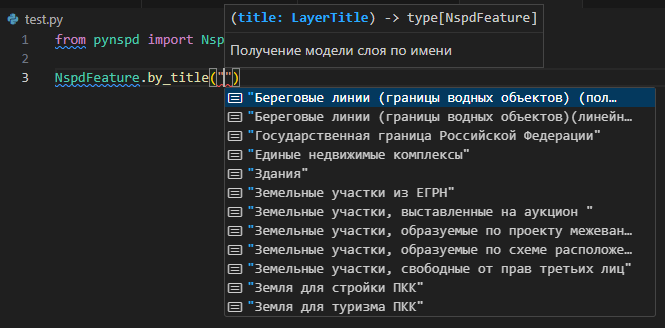 test.py
(title: LayerTitle) -> type[NspdFeature]
Получение модели слоя по имени
1 from pynspd import Nsp
2
3 NspdFeature.by_title("")
"Береговые линии (границы водных объектов) (пол…
"Береговые линии (границы водных объектов)(линейн…
"Государственная граница Российской Федерации"
"Единые недвижимые комплексы"
"Здания"
"Земельные участки из ЕГРН"
"Земельные участки, выставленные на аукцион "
"Земельные участки, образуемые по проекту межеван…
"Земельные участки, образуемые по схеме расположе…
"Земельные участки, свободные от прав третьих лиц"
"Земля для стройки ПКК"
"Земля для туризма ПКК"